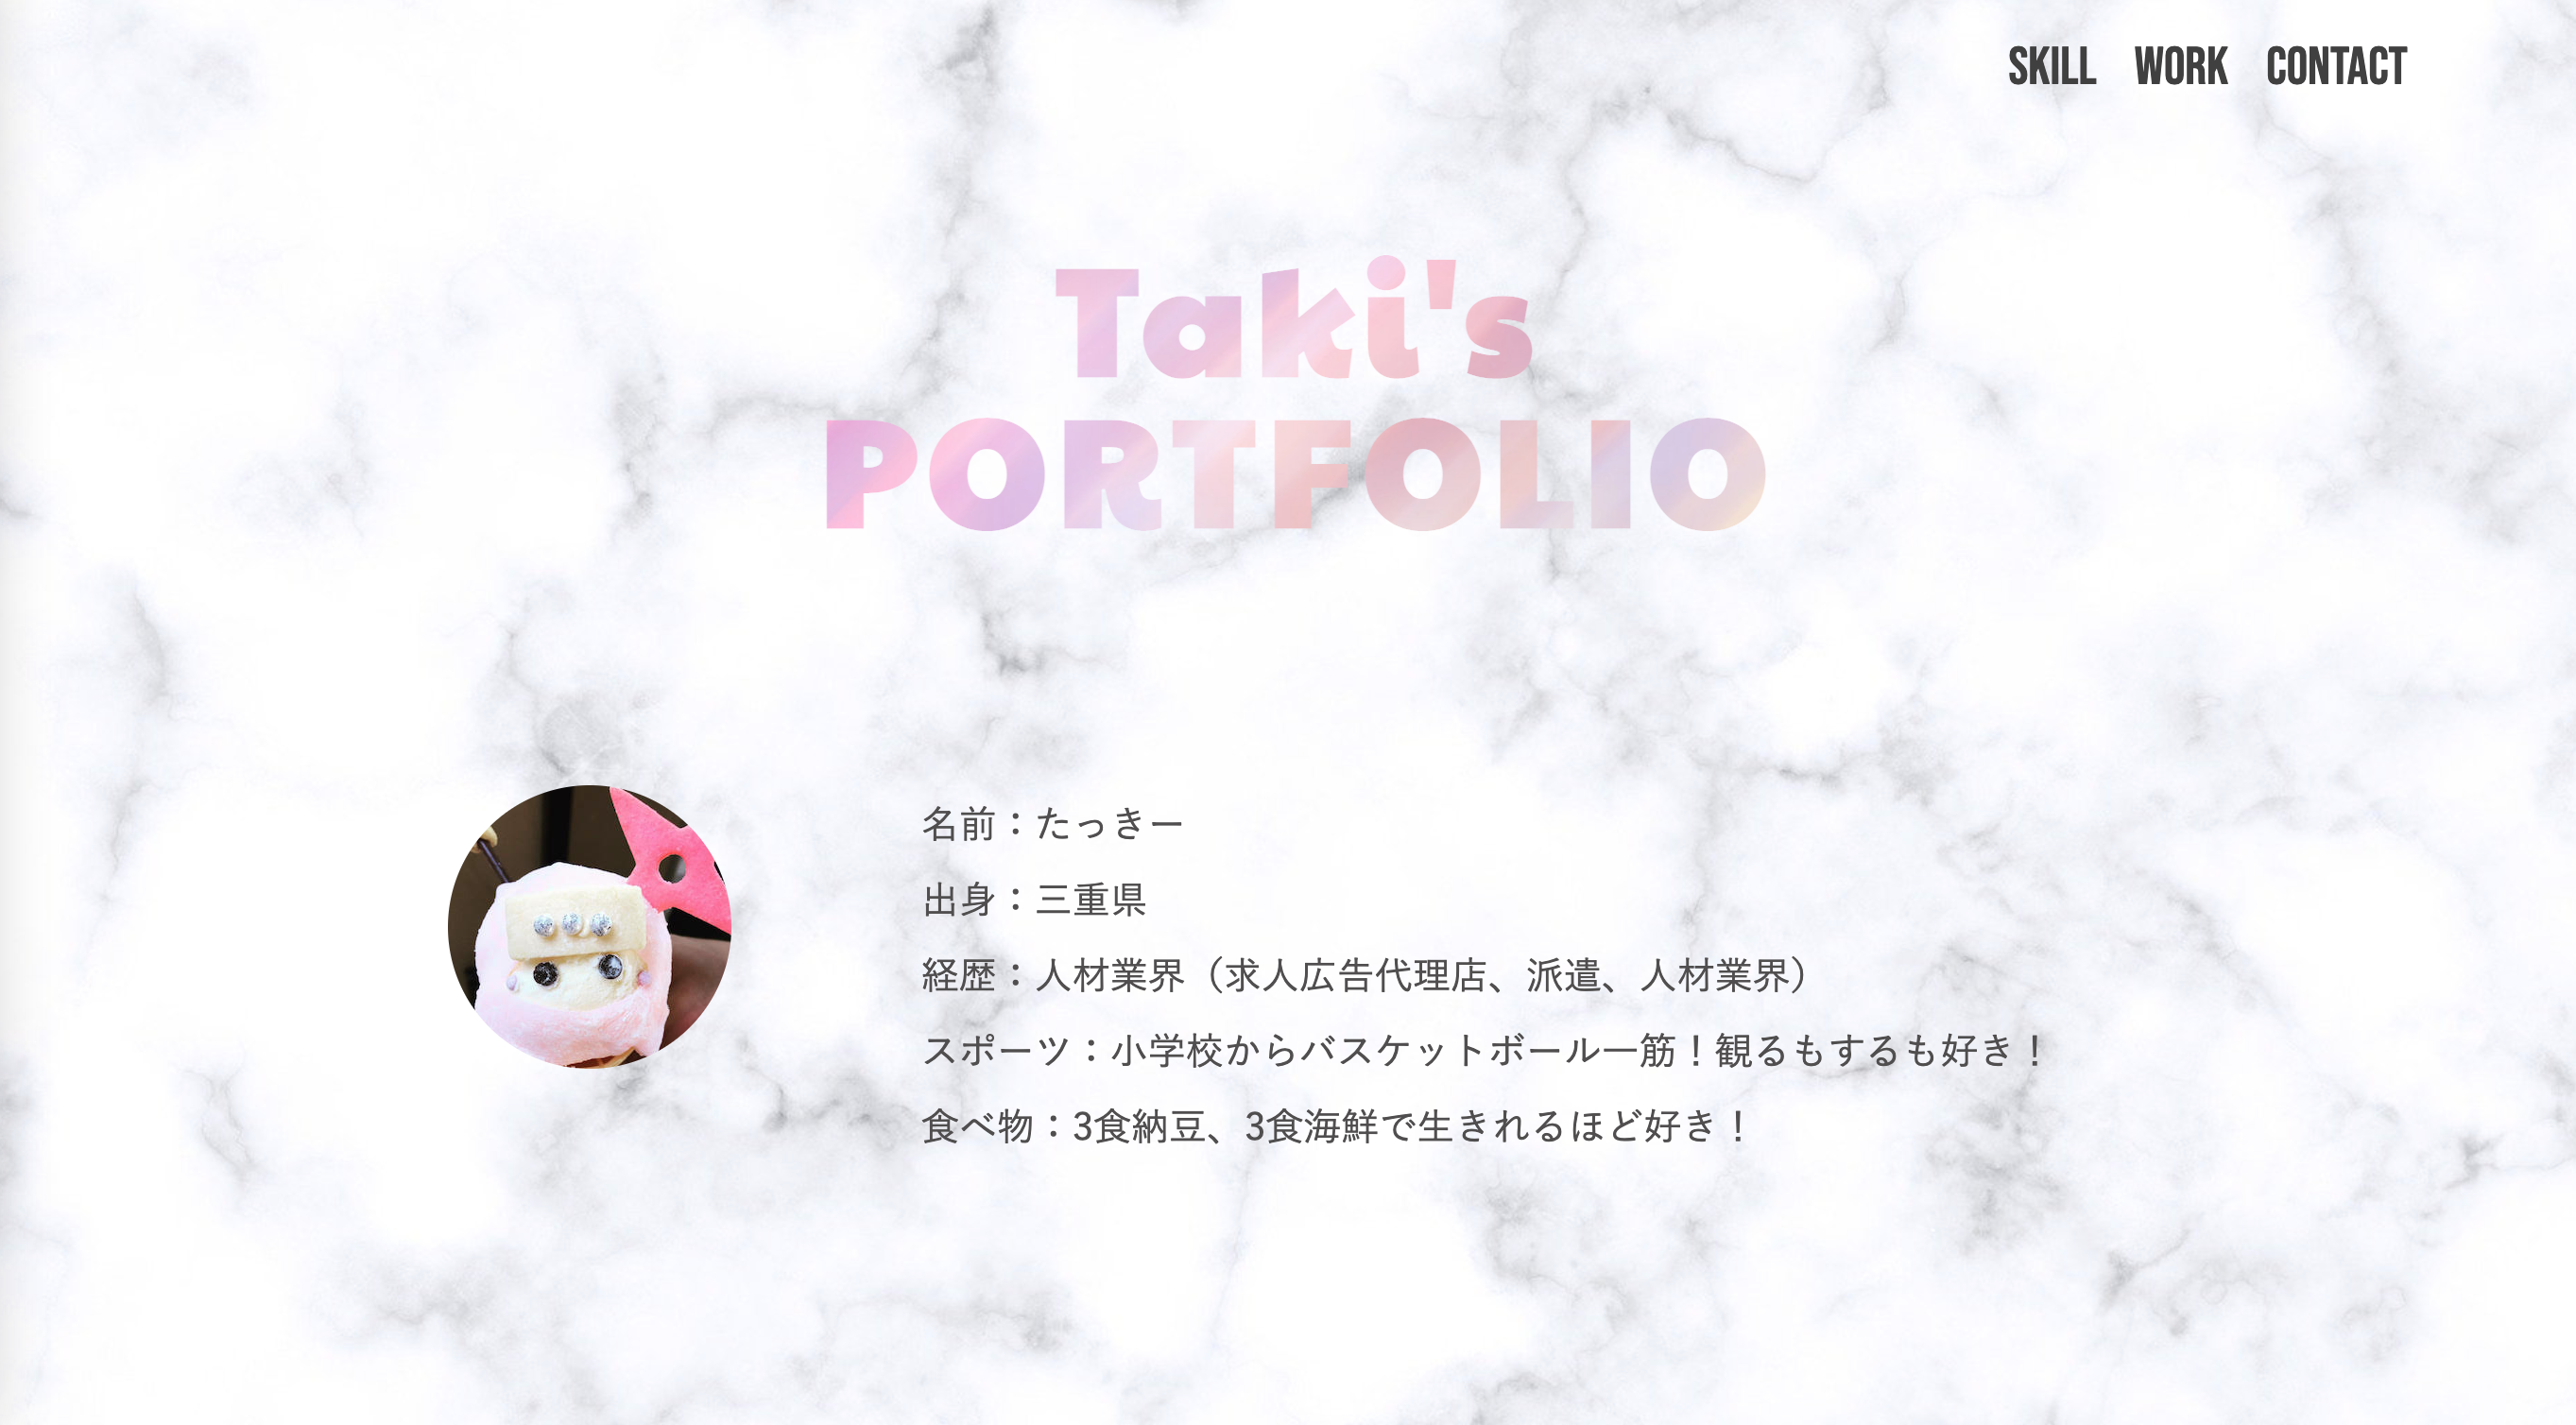 SKILL WORK CONTACT
Taki's
PORTFOLIO
名前：たっきー
出身：三重県
経歴：人材業界（求人広告代理店、派遣、人材業界）
スポーツ：小学校からバスケットボール一筋！観るもするも好き！
食べ物：3食納豆、3食海鮮で生きれるほど好き！